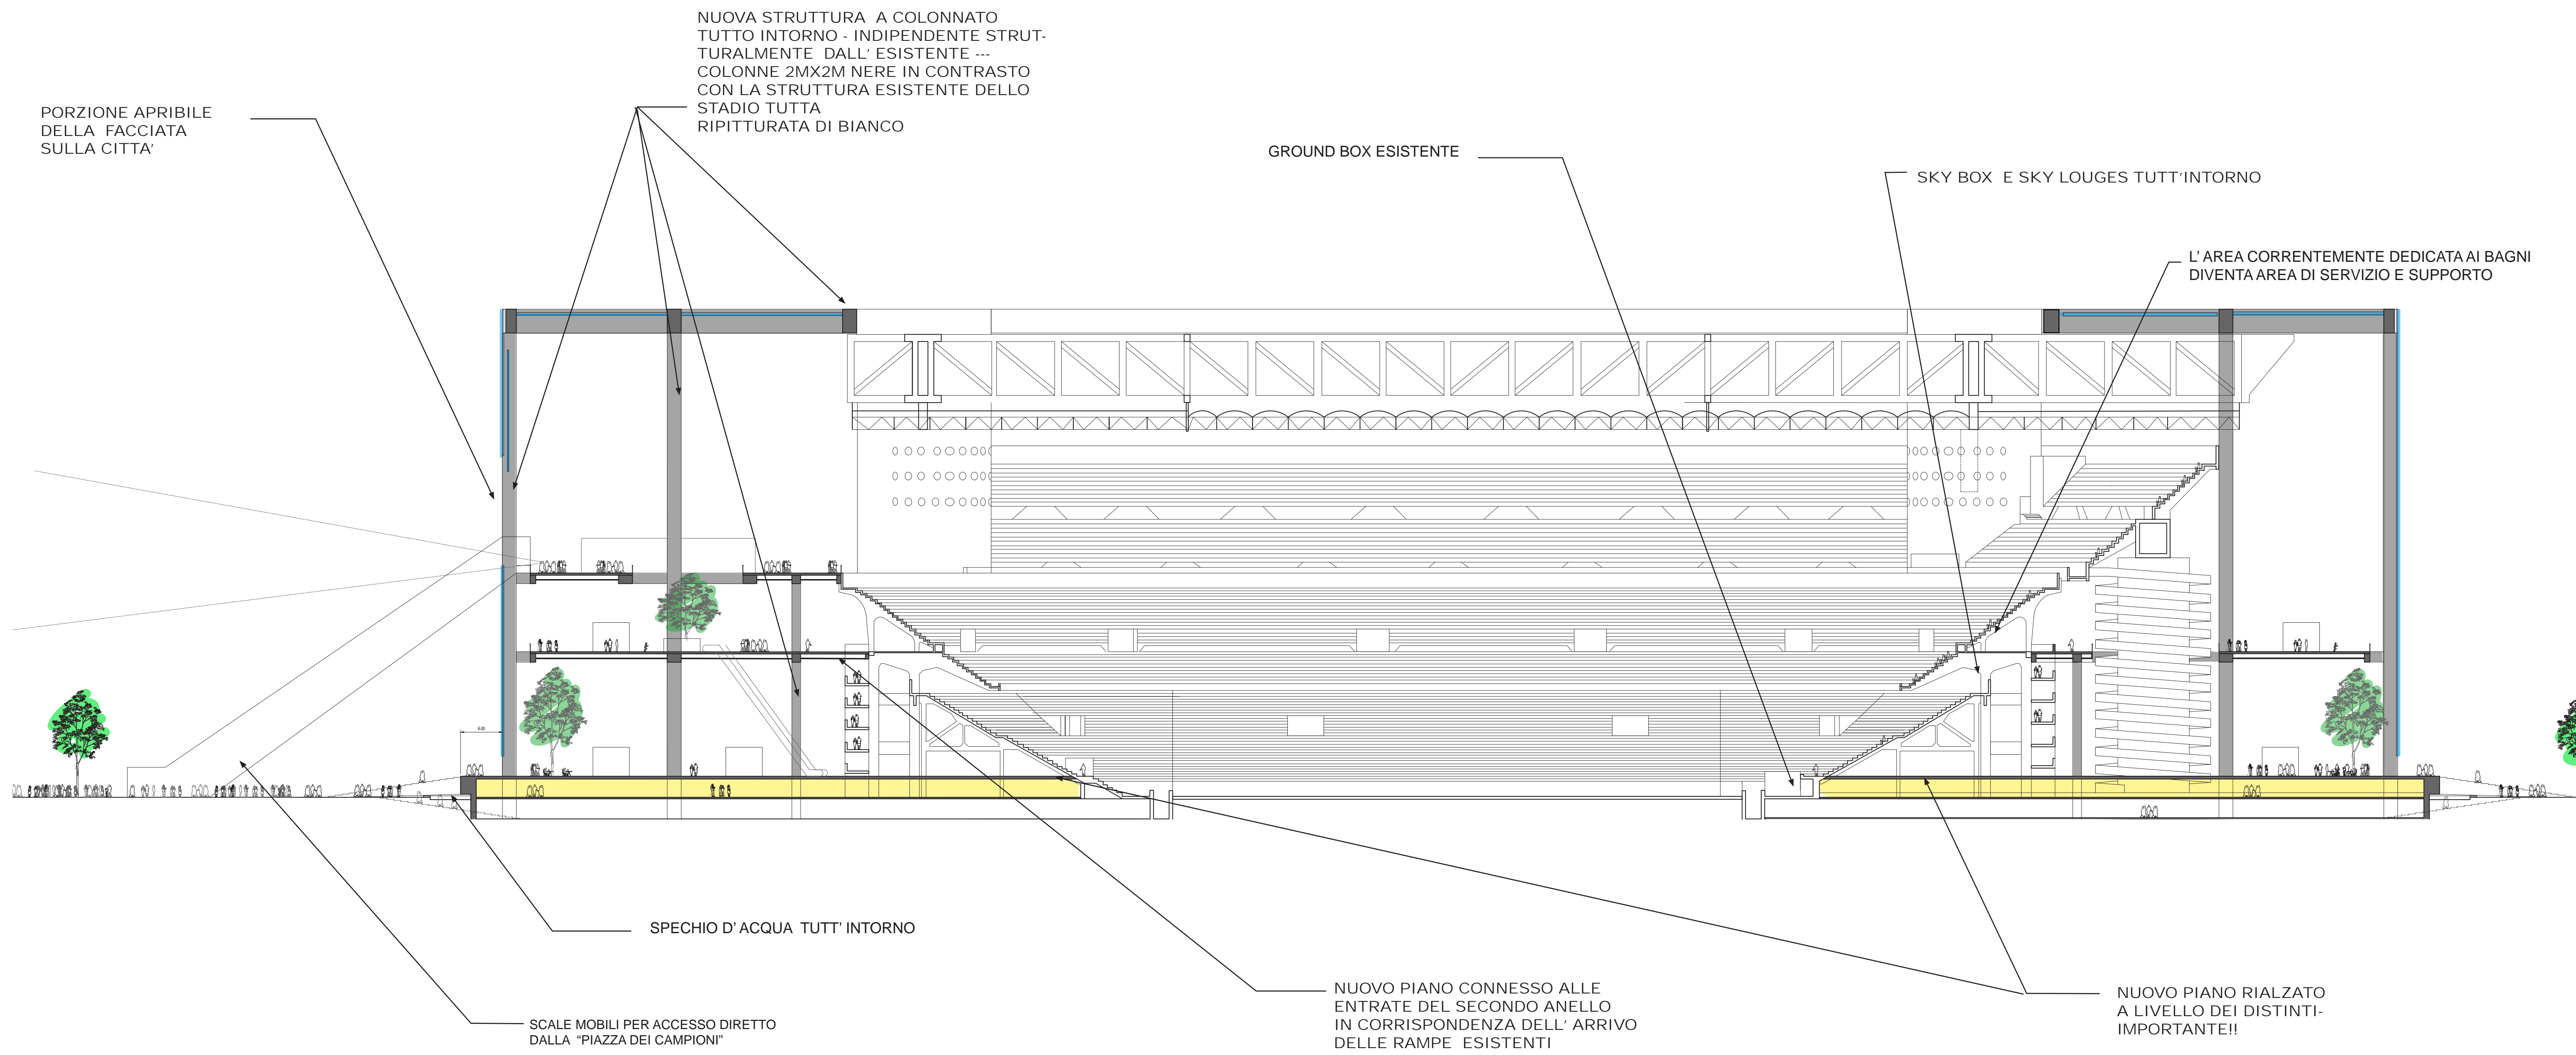 NUOVA STRUTTURA  A COLONNATO
TUTTO INTORNO - INDIPENDENTE STRUT-
TURALMENTE  DALL' ESISTENTE ---
COLONNE 2MX2M NERE IN CONTRASTO
CON LA STRUTTURA ESISTENTE DELLO
STADIO TUTTA
RIPITTURATA DI BIANCO
PORZIONE APRIBILE
DELLA  FACCIATA
SULLA CITTA'
GROUND BOX ESISTENTE
SKY BOX  E SKY LOUGES TUTT'INTORNO
L' AREA CORRENTEMENTE DEDICATA AI BAGNI
DIVENTA AREA DI SERVIZIO E SUPPORTO
6.00
SPECHIO D' ACQUA  TUTT' INTORNO
SCALE MOBILI PER ACCESSO DIRETTO
DALLA  “PIAZZA DEI CAMPIONI”
NUOVO PIANO CONNESSO ALLE
ENTRATE DEL SECONDO ANELLO
IN CORRISPONDENZA DELL' ARRIVO
DELLE RAMPE  ESISTENTI
NUOVO PIANO RIALZATO
A LIVELLO DEI DISTINTI-
IMPORTANTE!!